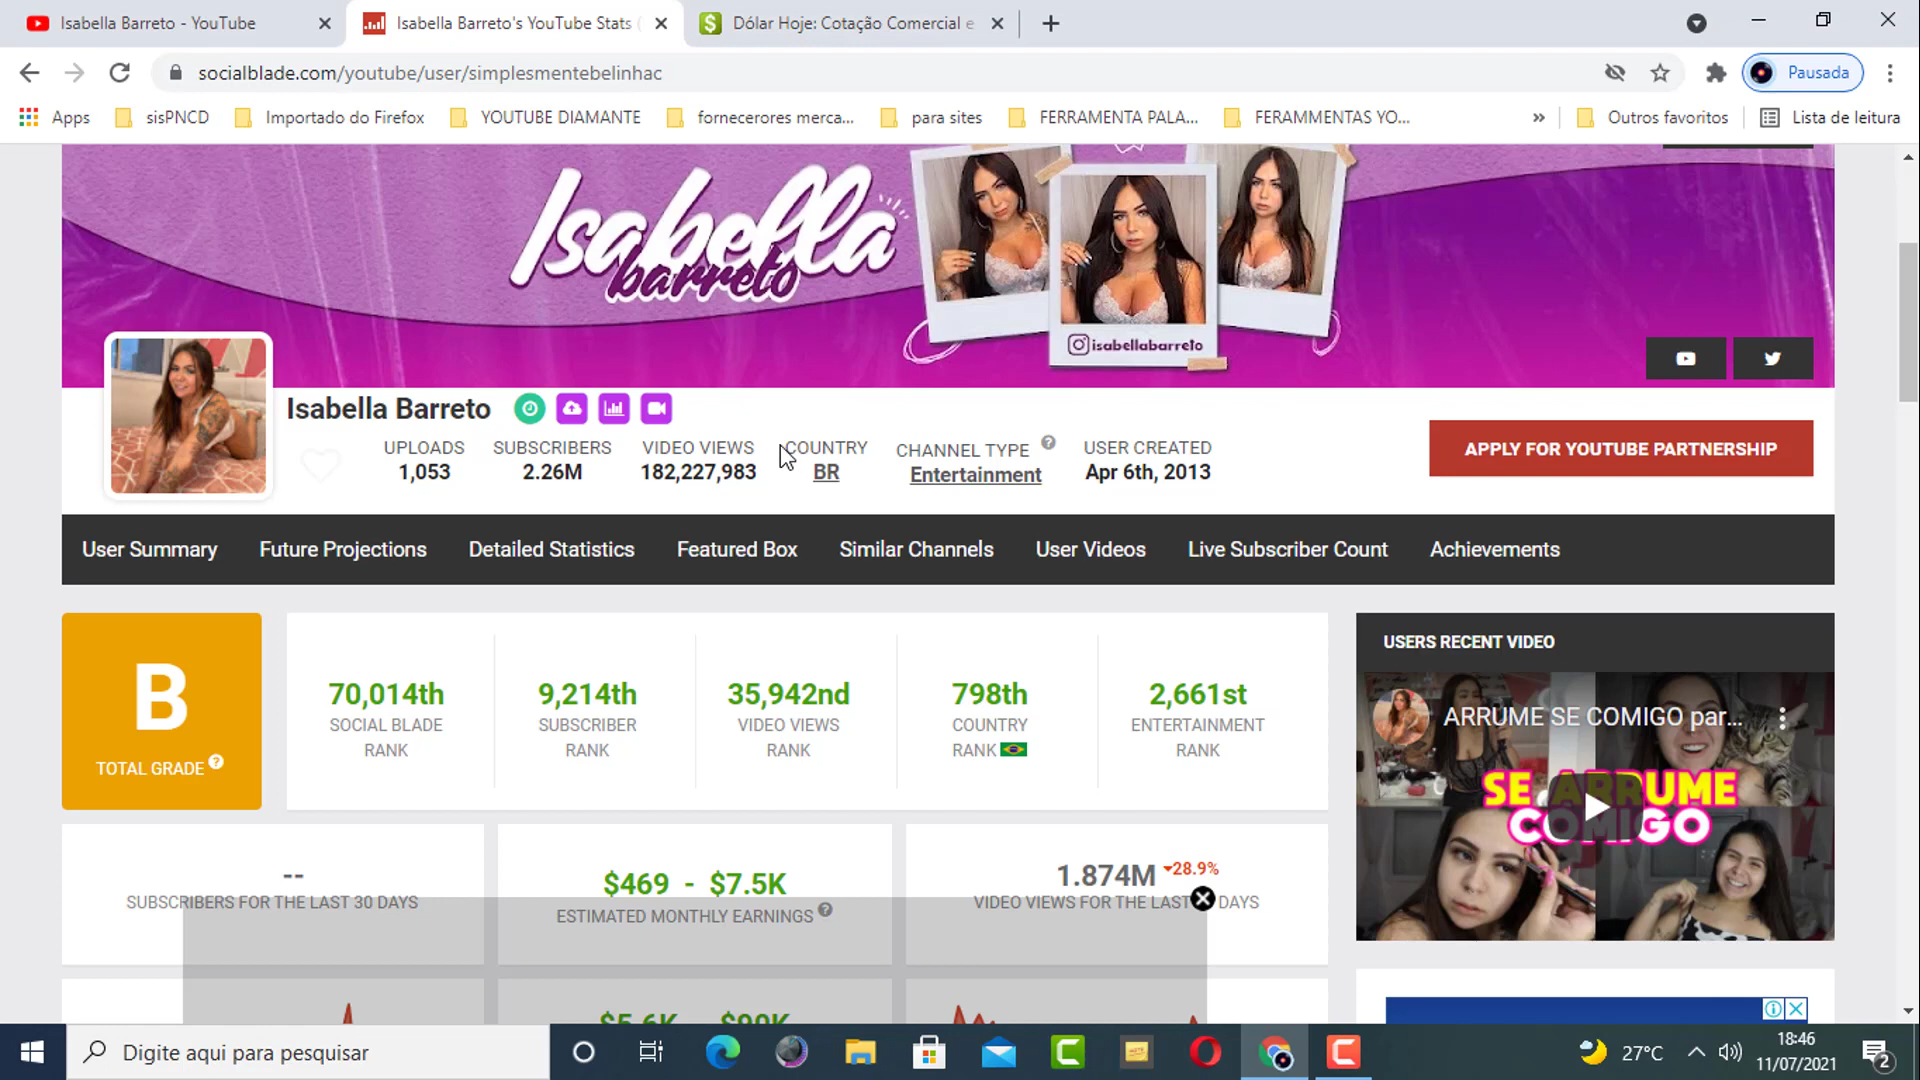 Isabella Barreto - YouTube
Isabella Barreto's YouTube Stats (
Dólar Hoje: Cotação Comercial e
socialblade.com/youtube/user/simplesmentebelinhac
Pausada
Apps
sisPNCD
Importado do Firefox
YOUTUBE DIAMANTE
fornecerores merca...
para sites
FERRAMENTA PALA...
FERAMMENTAS YO...
Outros favoritos
Lista de leitura
Isabella
barreto
isabellabarreto
Isabella Barreto
UPLOADS
1,053
SUBSCRIBERS
2.26M
VIDEO VIEWS
182,227,983
COUNTRY
BR
CHANNEL TYPE
Entertainment
USER CREATED
Apr 6th, 2013
APPLY FOR YOUTUBE PARTNERSHIP
User Summary
Future Projections
Detailed Statistics
Featured Box
Similar Channels
User Videos
Live Subscriber Count
Achievements
B
TOTAL GRADE
70,014th
SOCIAL BLADE
RANK
9,214th
SUBSCRIBER
RANK
35,942nd
VIDEO VIEWS
RANK
798th
COUNTRY
RANK
2,661st
ENTERTAINMENT
RANK
USERS RECENT VIDEO
ARRUME SE COMIGO par...
SE ARRUME
COMIGO
--
SUBSCRIBERS FOR THE LAST 30 DAYS
$469 - $7.5K
ESTIMATED MONTHLY EARNINGS
1.874M 28.9%
VIDEO VIEWS FOR THE LAST DAYS
Digite aqui para pesquisar
27°C
18:46
11/07/2021
2